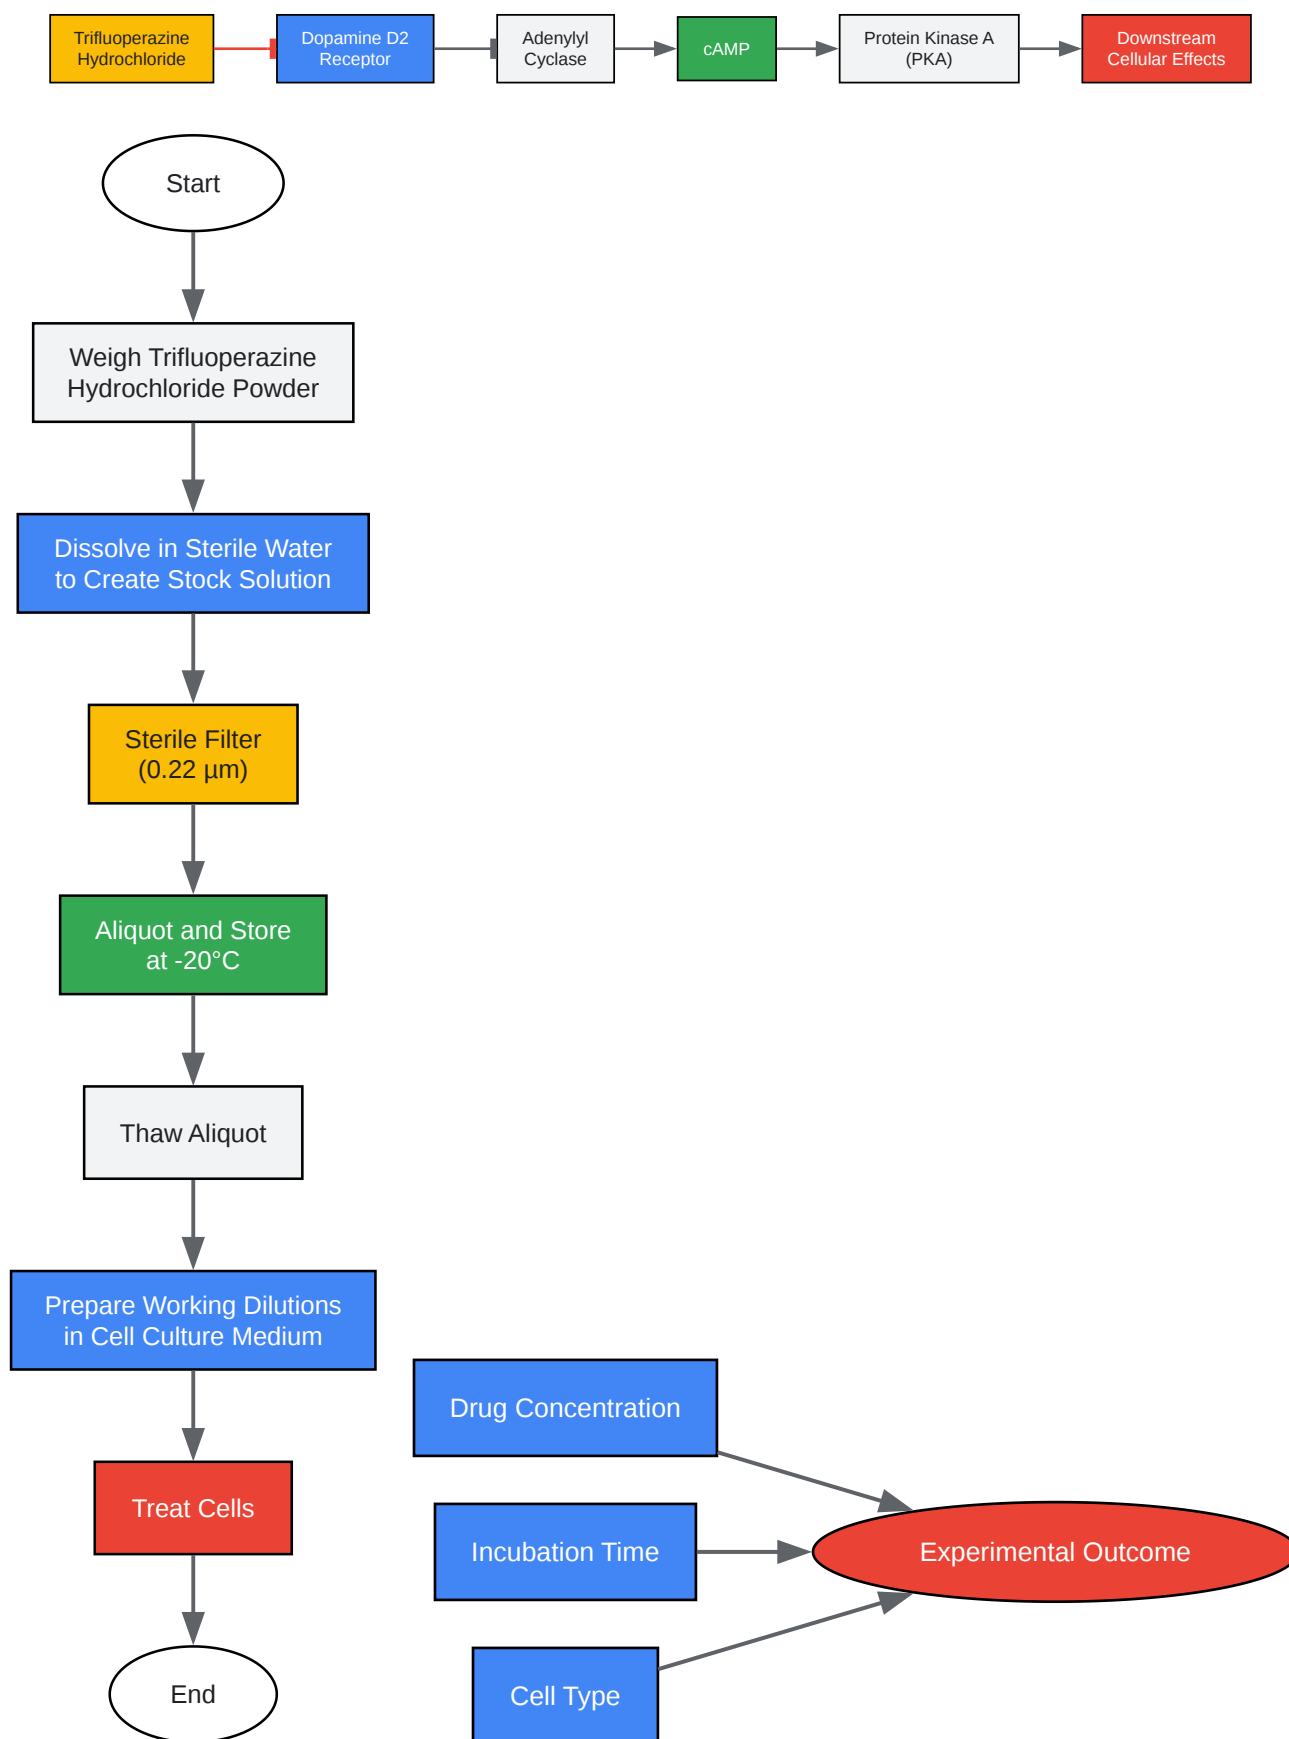 Trifluoperazine
Hydrochloride
Dopamine D2
Receptor
Adenylyl
Cyclase
cAMP
Protein Kinase A
(PKA)
Downstream
Cellular Effects
Start
Weigh Trifluoperazine
Hydrochloride Powder
Dissolve in Sterile Water
to Create Stock Solution
Sterile Filter
(0.22 µm)
Aliquot and Store
at -20°C
Thaw Aliquot
Prepare Working Dilutions
in Cell Culture Medium
Treat Cells
End
Drug Concentration
Incubation Time
Cell Type
Experimental Outcome